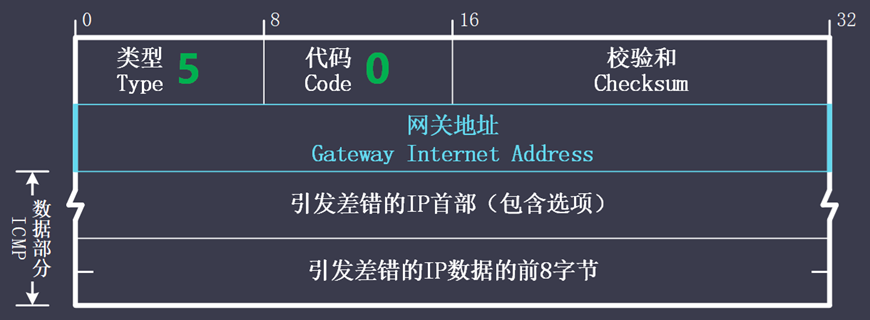 0 8 16 32
类型 5 代码 0 校验和
Type Code Checksum
网关地址
Gateway Internet Address
引发差错的IP首部（包含选项）
引发差错的IP数据的前8字节
数据部分
ICMP